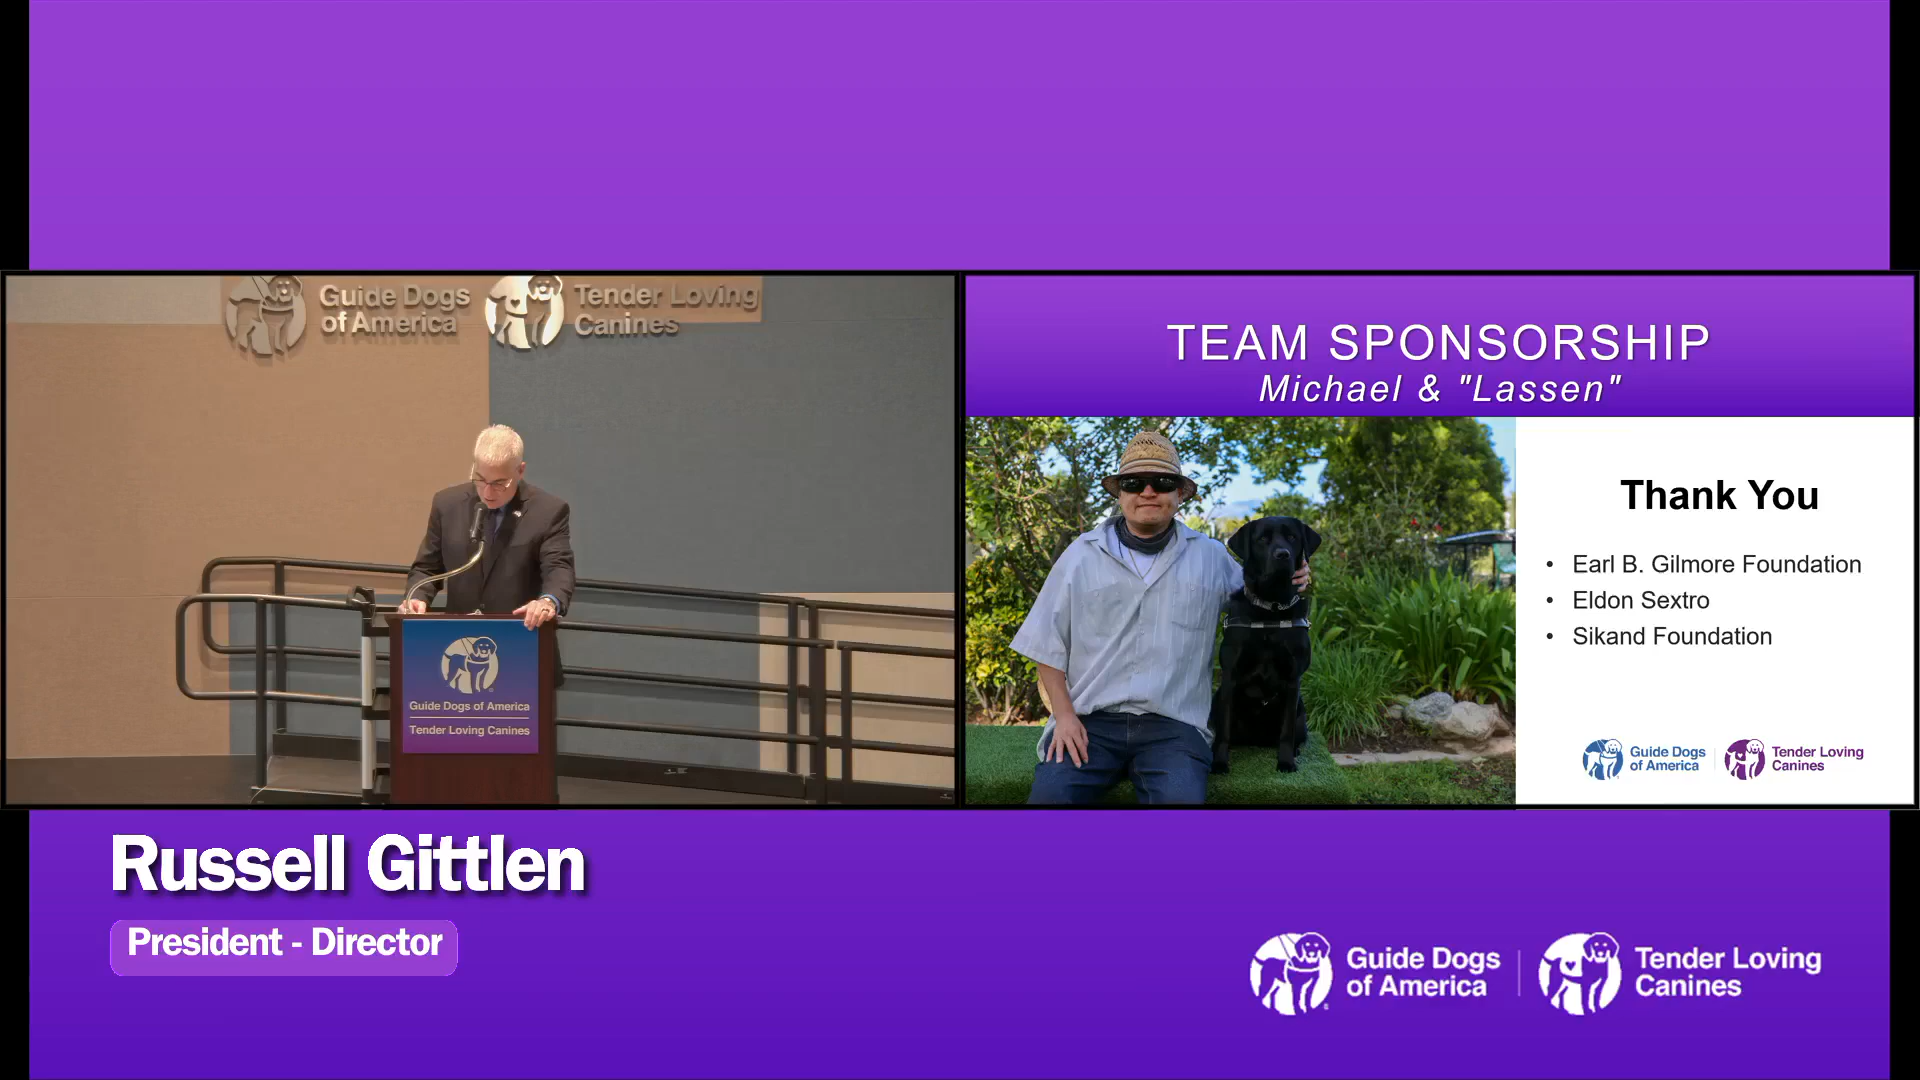 Guide Dogs
of America
Tender Loving
Canines
Guide Dogs of America
Tender Loving Canines
TEAM SPONSORSHIP
Michael & "Lassen"
Thank You
• Earl B. Gilmore Foundation
• Eldon Sextro
• Sikand Foundation
Guide Dogs
of America
Tender Loving
Canines
Russell Gittlen
President - Director
Guide Dogs
of America
Tender Loving
Canines